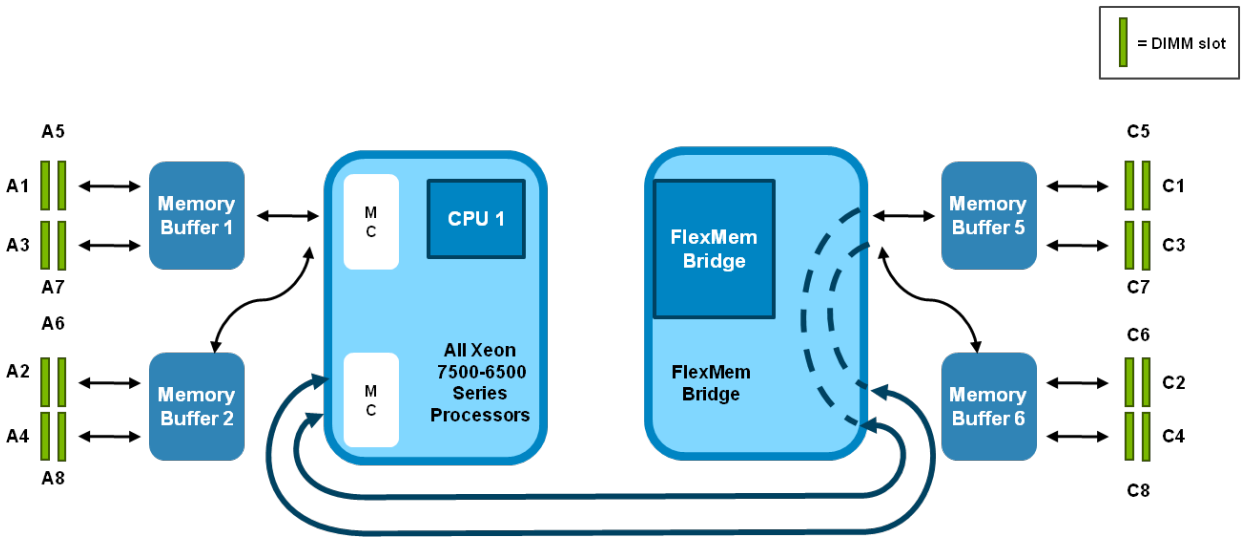 = DIMM slot
A5
C5
A1
Memory
Buffer 1
M
C
CPU 1
FlexMem
Bridge
Memory
Buffer 5
C1
A3
C3
A7
C7
A6
C6
A2
Memory
Buffer 2
M
C
All Xeon
7500-6500
Series
Processors
FlexMem
Bridge
Memory
Buffer 6
C2
A4
C4
A8
C8